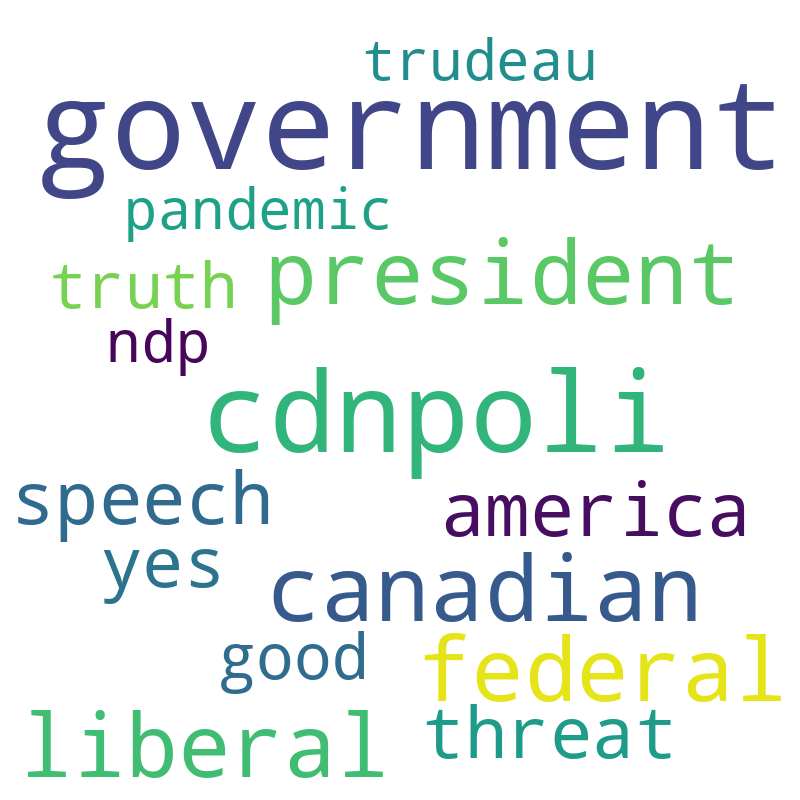 trudeau
government
pandemic
president
truth
ndp
cdnpoli
speech
america
yes
canadian
good
federal
liberal
threat